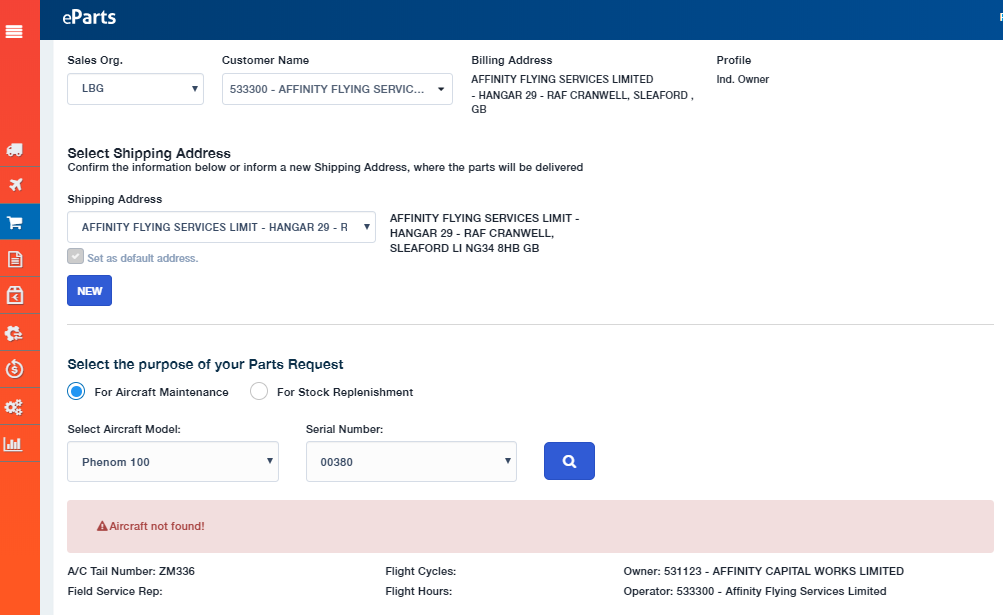 eParts
Sales Org.
LBG
Customer Name
533300 - AFFINITY FLYING SERVIC...
Billing Address
AFFINITY FLYING SERVICES LIMITED
- HANGAR 29 - RAF CRANWELL, SLEAFORD ,
GB
Profile
Ind. Owner
Select Shipping Address
Confirm the information below or inform a new Shipping Address, where the parts will be delivered
Shipping Address
AFFINITY FLYING SERVICES LIMIT - HANGAR 29 - R
AFFINITY FLYING SERVICES LIMIT -
HANGAR 29 - RAF CRANWELL,
SLEAFORD LI NG34 8HB GB
Set as default address.
NEW
Select the purpose of your Parts Request
For Aircraft Maintenance
For Stock Replenishment
Select Aircraft Model:
Phenom 100
Serial Number:
00380
Aircraft not found!
A/C Tail Number: ZM336
Flight Cycles:
Owner: 531123 - AFFINITY CAPITAL WORKS LIMITED
Field Service Rep:
Flight Hours:
Operator: 533300 - Affinity Flying Services Limited